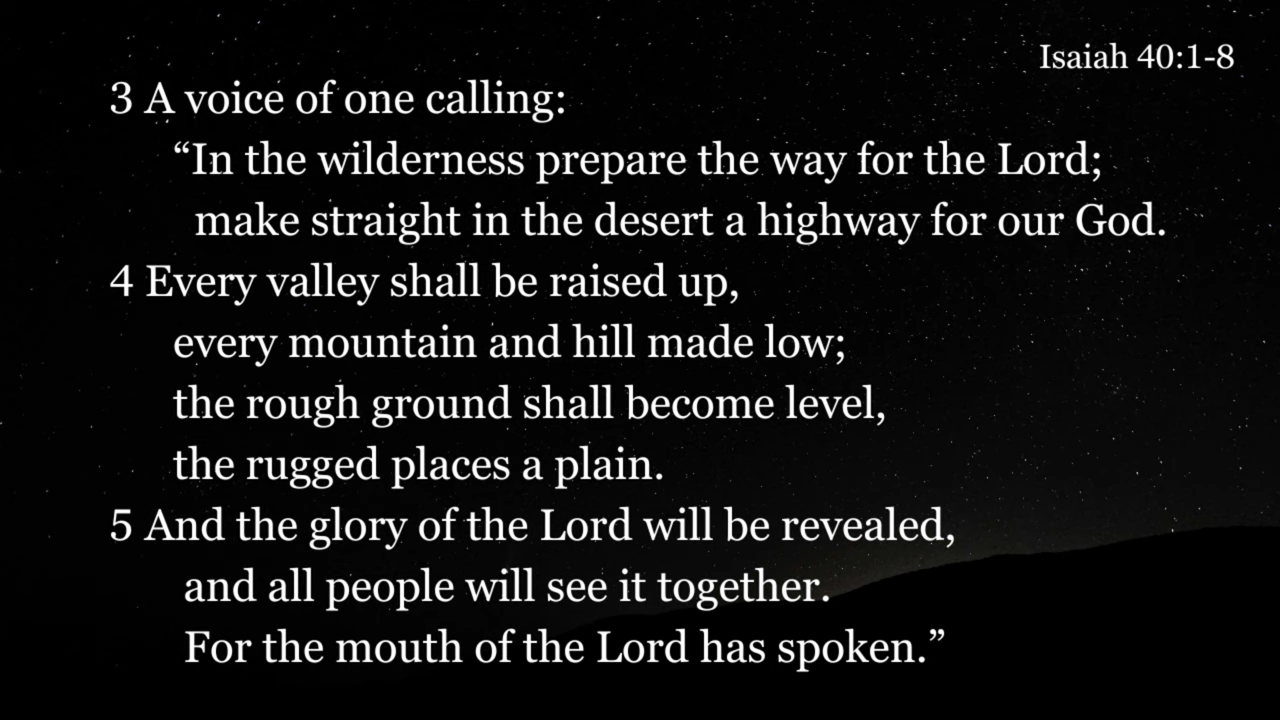 Isaiah 40:1-8
3 A voice of one calling:
“In the wilderness prepare the way for the Lord;
make straight in the desert a highway for our God.
4 Every valley shall be raised up,
every mountain and hill made low;
the rough ground shall become level,
the rugged places a plain.
5 And the glory of the Lord will be revealed,
and all people will see it together.
For the mouth of the Lord has spoken.”